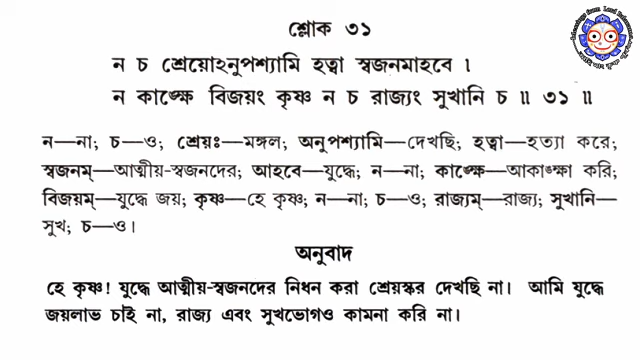 শ্লোক ৩১
ন চ শ্রেয়োঽনুপশ্যামি হত্বা স্বজনমাহবে ।
ন কাঙ্ক্ষে বিজয়ং কৃষ্ণ ন চ রাজ্যং সুখানি চ ॥ ৩১ ॥
ন—না; চ—ও; শ্রেয়ঃ—মঙ্গল; অনুপশ্যামি—দেখছি; হত্বা—হত্যা করে;
স্বজনম্—আত্মীয়-স্বজনদের; আহবে—যুদ্ধে; ন—না; কাঙ্ক্ষে—আকাঙ্ক্ষা করি;
বিজয়ম্—যুদ্ধে জয়; কৃষ্ণ—হে কৃষ্ণ; ন—না; চ—ও; রাজ্যম্—রাজ্য; সুখানি—
সুখ; চ—ও।
অনুবাদ
হে কৃষ্ণ! যুদ্ধে আত্মীয়-স্বজনদের নিধন করা শ্রেয়স্কর দেখছি না। আমি যুদ্ধে
জয়লাভ চাই না, রাজ্য এবং সুখভোগও কামনা করি না।